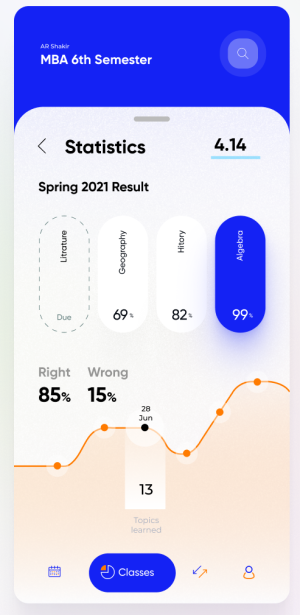 AR Shakir
MBA 6th Semester
Statistics
4.14
Spring 2021 Result
Litrature
Due
Geography
69%
Hitory
82%
Algebra
99%
Right
85%
Wrong
15%
28
Jun
13
Topics
learned
Classes